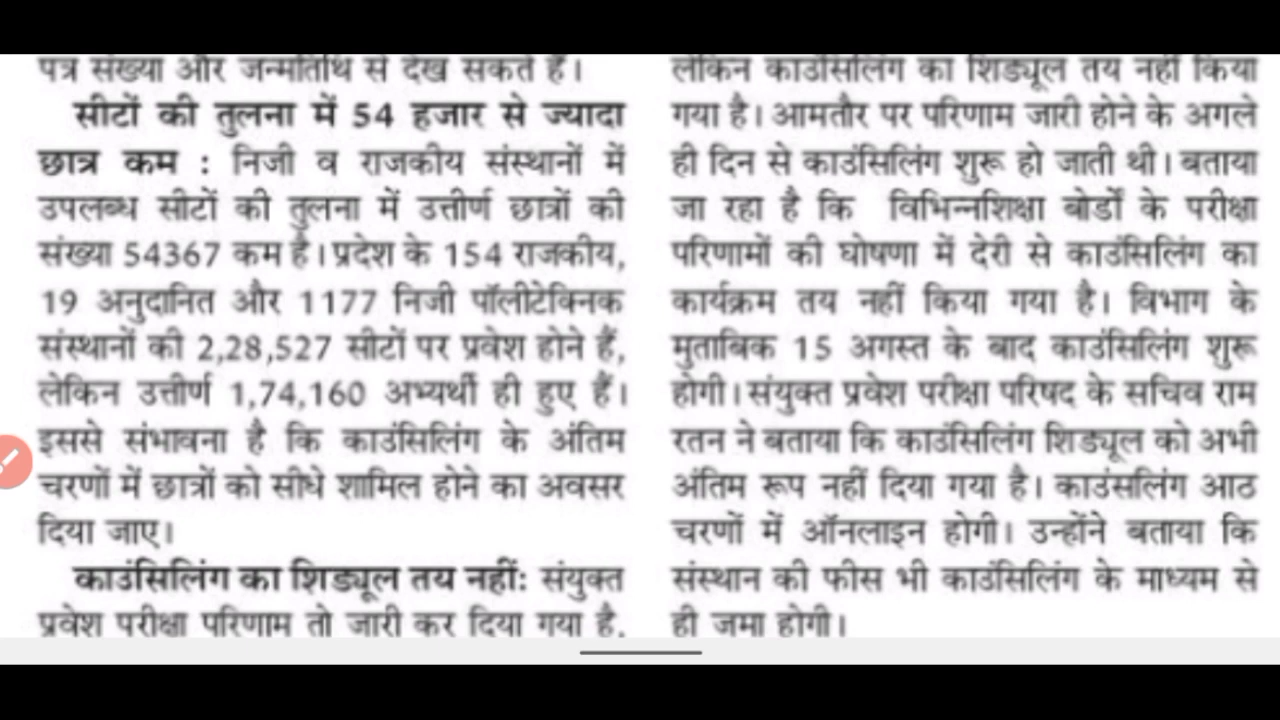 पत्र संख्या और जन्मतिथि से देख सकते हैं।
सीटों की तुलना में 54 हजार से ज्यादा
छात्र कम : निजी व राजकीय संस्थानों में
उपलब्ध सीटों की तुलना में उत्तीर्ण छात्रों की
संख्या 54367 कम है। प्रदेश के 154 राजकीय,
19 अनुदानित और 1177 निजी पॉलीटेक्निक
संस्थानों की 2,28,527 सीटों पर प्रवेश होने हैं,
लेकिन उत्तीर्ण 1,74,160 अभ्यर्थी ही हुए हैं।
इससे संभावना है कि काउंसिलिंग के अंतिम
चरणों में छात्रों को सीधे शामिल होने का अवसर
दिया जाए।
काउंसिलिंग का शिड्यूल तय नहीं: संयुक्त
प्रवेश परीक्षा परिणाम तो जारी कर दिया गया है,
लेकिन काउंसिलिंग का शिड्यूल तय नहीं किया
गया है। आमतौर पर परिणाम जारी होने के अगले
ही दिन से काउंसिलिंग शुरू हो जाती थी। बताया
जा रहा है कि विभिन्नशिक्षा बोर्डों के परीक्षा
परिणामों की घोषणा में देरी से काउंसिलिंग का
कार्यक्रम तय नहीं किया गया है। विभाग के
मुताबिक 15 अगस्त के बाद काउंसिलिंग शुरू
होगी। संयुक्त प्रवेश परीक्षा परिषद के सचिव राम
रतन ने बताया कि काउंसिलिंग शिड्यूल को अभी
अंतिम रूप नहीं दिया गया है। काउंसलिंग आठ
चरणों में ऑनलाइन होगी। उन्होंने बताया कि
संस्थान की फीस भी काउंसिलिंग के माध्यम से
ही जमा होगी।